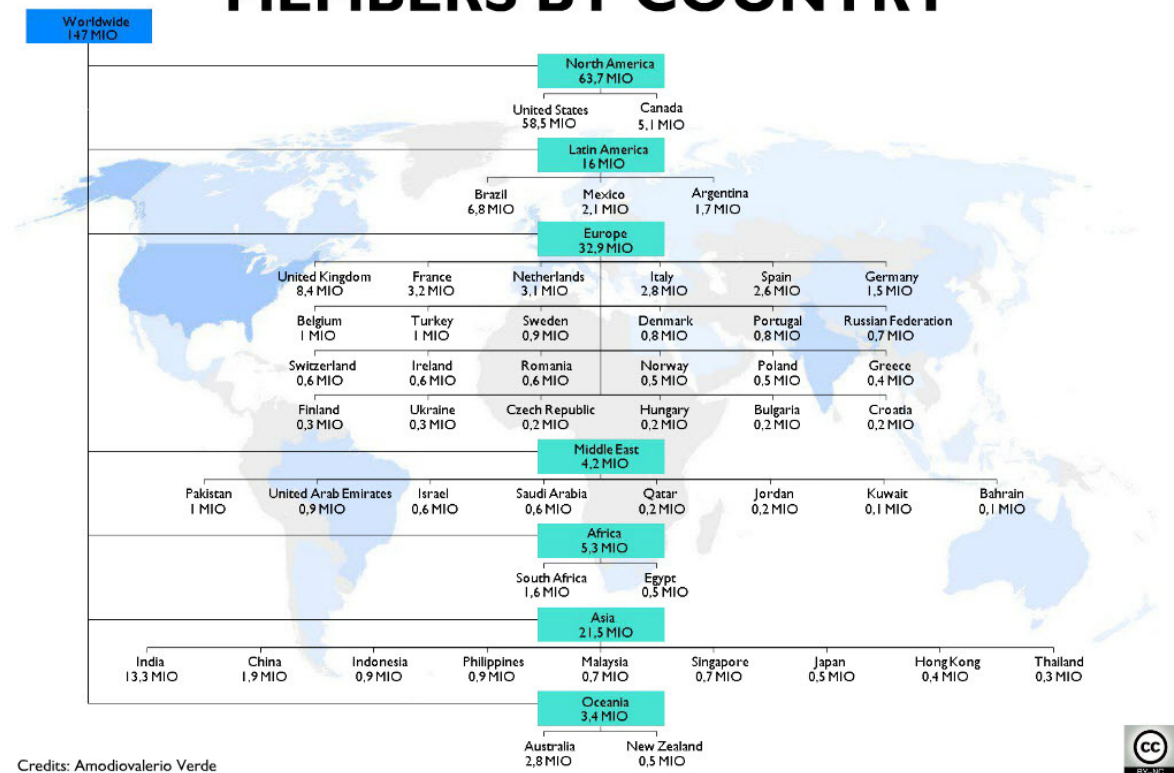 MEMBERS BY COUNTRY
Worldwide
147 MIO
North America
63,7 MIO
United States
58,5 MIO
Canada
5,1 MIO
Latin America
16 MIO
Brazil
6,8 MIO
Mexico
2,1 MIO
Argentina
1,7 MIO
Europe
32,9 MIO
United Kingdom
8,4 MIO
France
3,2 MIO
Netherlands
3,1 MIO
Italy
2,8 MIO
Spain
2,6 MIO
Germany
1,5 MIO
Belgium
1 MIO
Turkey
1 MIO
Sweden
0,9 MIO
Denmark
0,8 MIO
Portugal
0,8 MIO
Russian Federation
0,7 MIO
Switzerland
0,6 MIO
Ireland
0,6 MIO
Romania
0,6 MIO
Norway
0,5 MIO
Poland
0,5 MIO
Greece
0,4 MIO
Finland
0,3 MIO
Ukraine
0,3 MIO
Czech Republic
0,2 MIO
Hungary
0,2 MIO
Bulgaria
0,2 MIO
Croatia
0,2 MIO
Middle East
4,2 MIO
Pakistan
1 MIO
United Arab Emirates
0,9 MIO
Israel
0,6 MIO
Saudi Arabia
0,6 MIO
Qatar
0,2 MIO
Jordan
0,2 MIO
Kuwait
0,1 MIO
Bahrain
0,1 MIO
Africa
5,3 MIO
South Africa
1,6 MIO
Egypt
0,5 MIO
Asia
21,5 MIO
India
13,3 MIO
China
1,9 MIO
Indonesia
0,9 MIO
Philippines
0,9 MIO
Malaysia
0,7 MIO
Singapore
0,7 MIO
Japan
0,5 MIO
Hong Kong
0,4 MIO
Thailand
0,3 MIO
Oceania
3,4 MIO
Australia
2,8 MIO
New Zealand
0,5 MIO
Credits: Amodiovalerio Verde
cc
BY NC